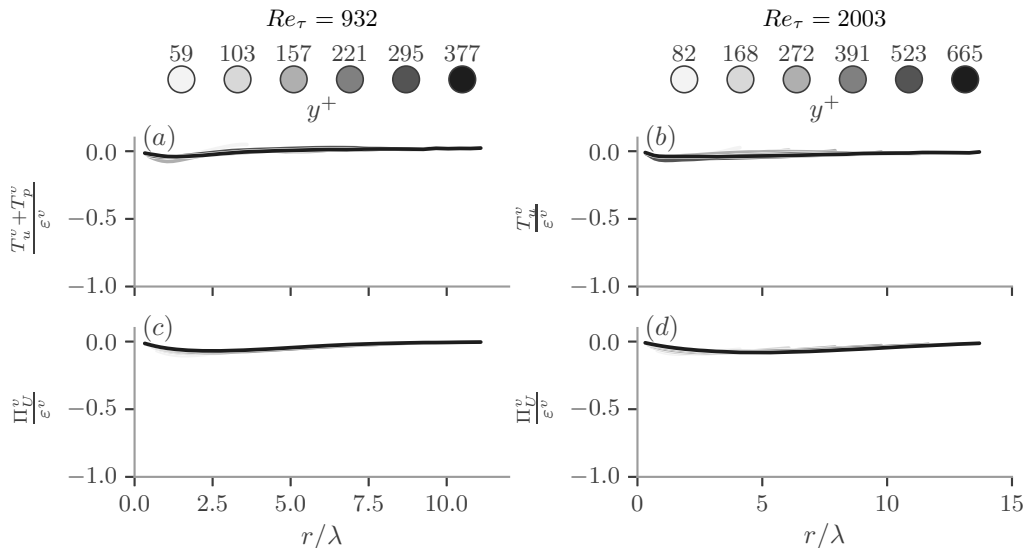 Re_τ = 932
Re_τ = 2003
59 103 157 221 295 377
82 168 272 391 523 665
y⁺
y⁺
(a)
0.0
−0.5
−1.0
(T_u^v + T_p^v)/ε^v
(b)
0.0
−0.5
−1.0
T_u^v/ε^v
(c)
0.0
−0.5
−1.0
Π_U^v/ε^v
0.0 2.5 5.0 7.5 10.0
r/λ
(d)
0.0
−0.5
−1.0
Π_U^v/ε^v
0 5 10 15
r/λ